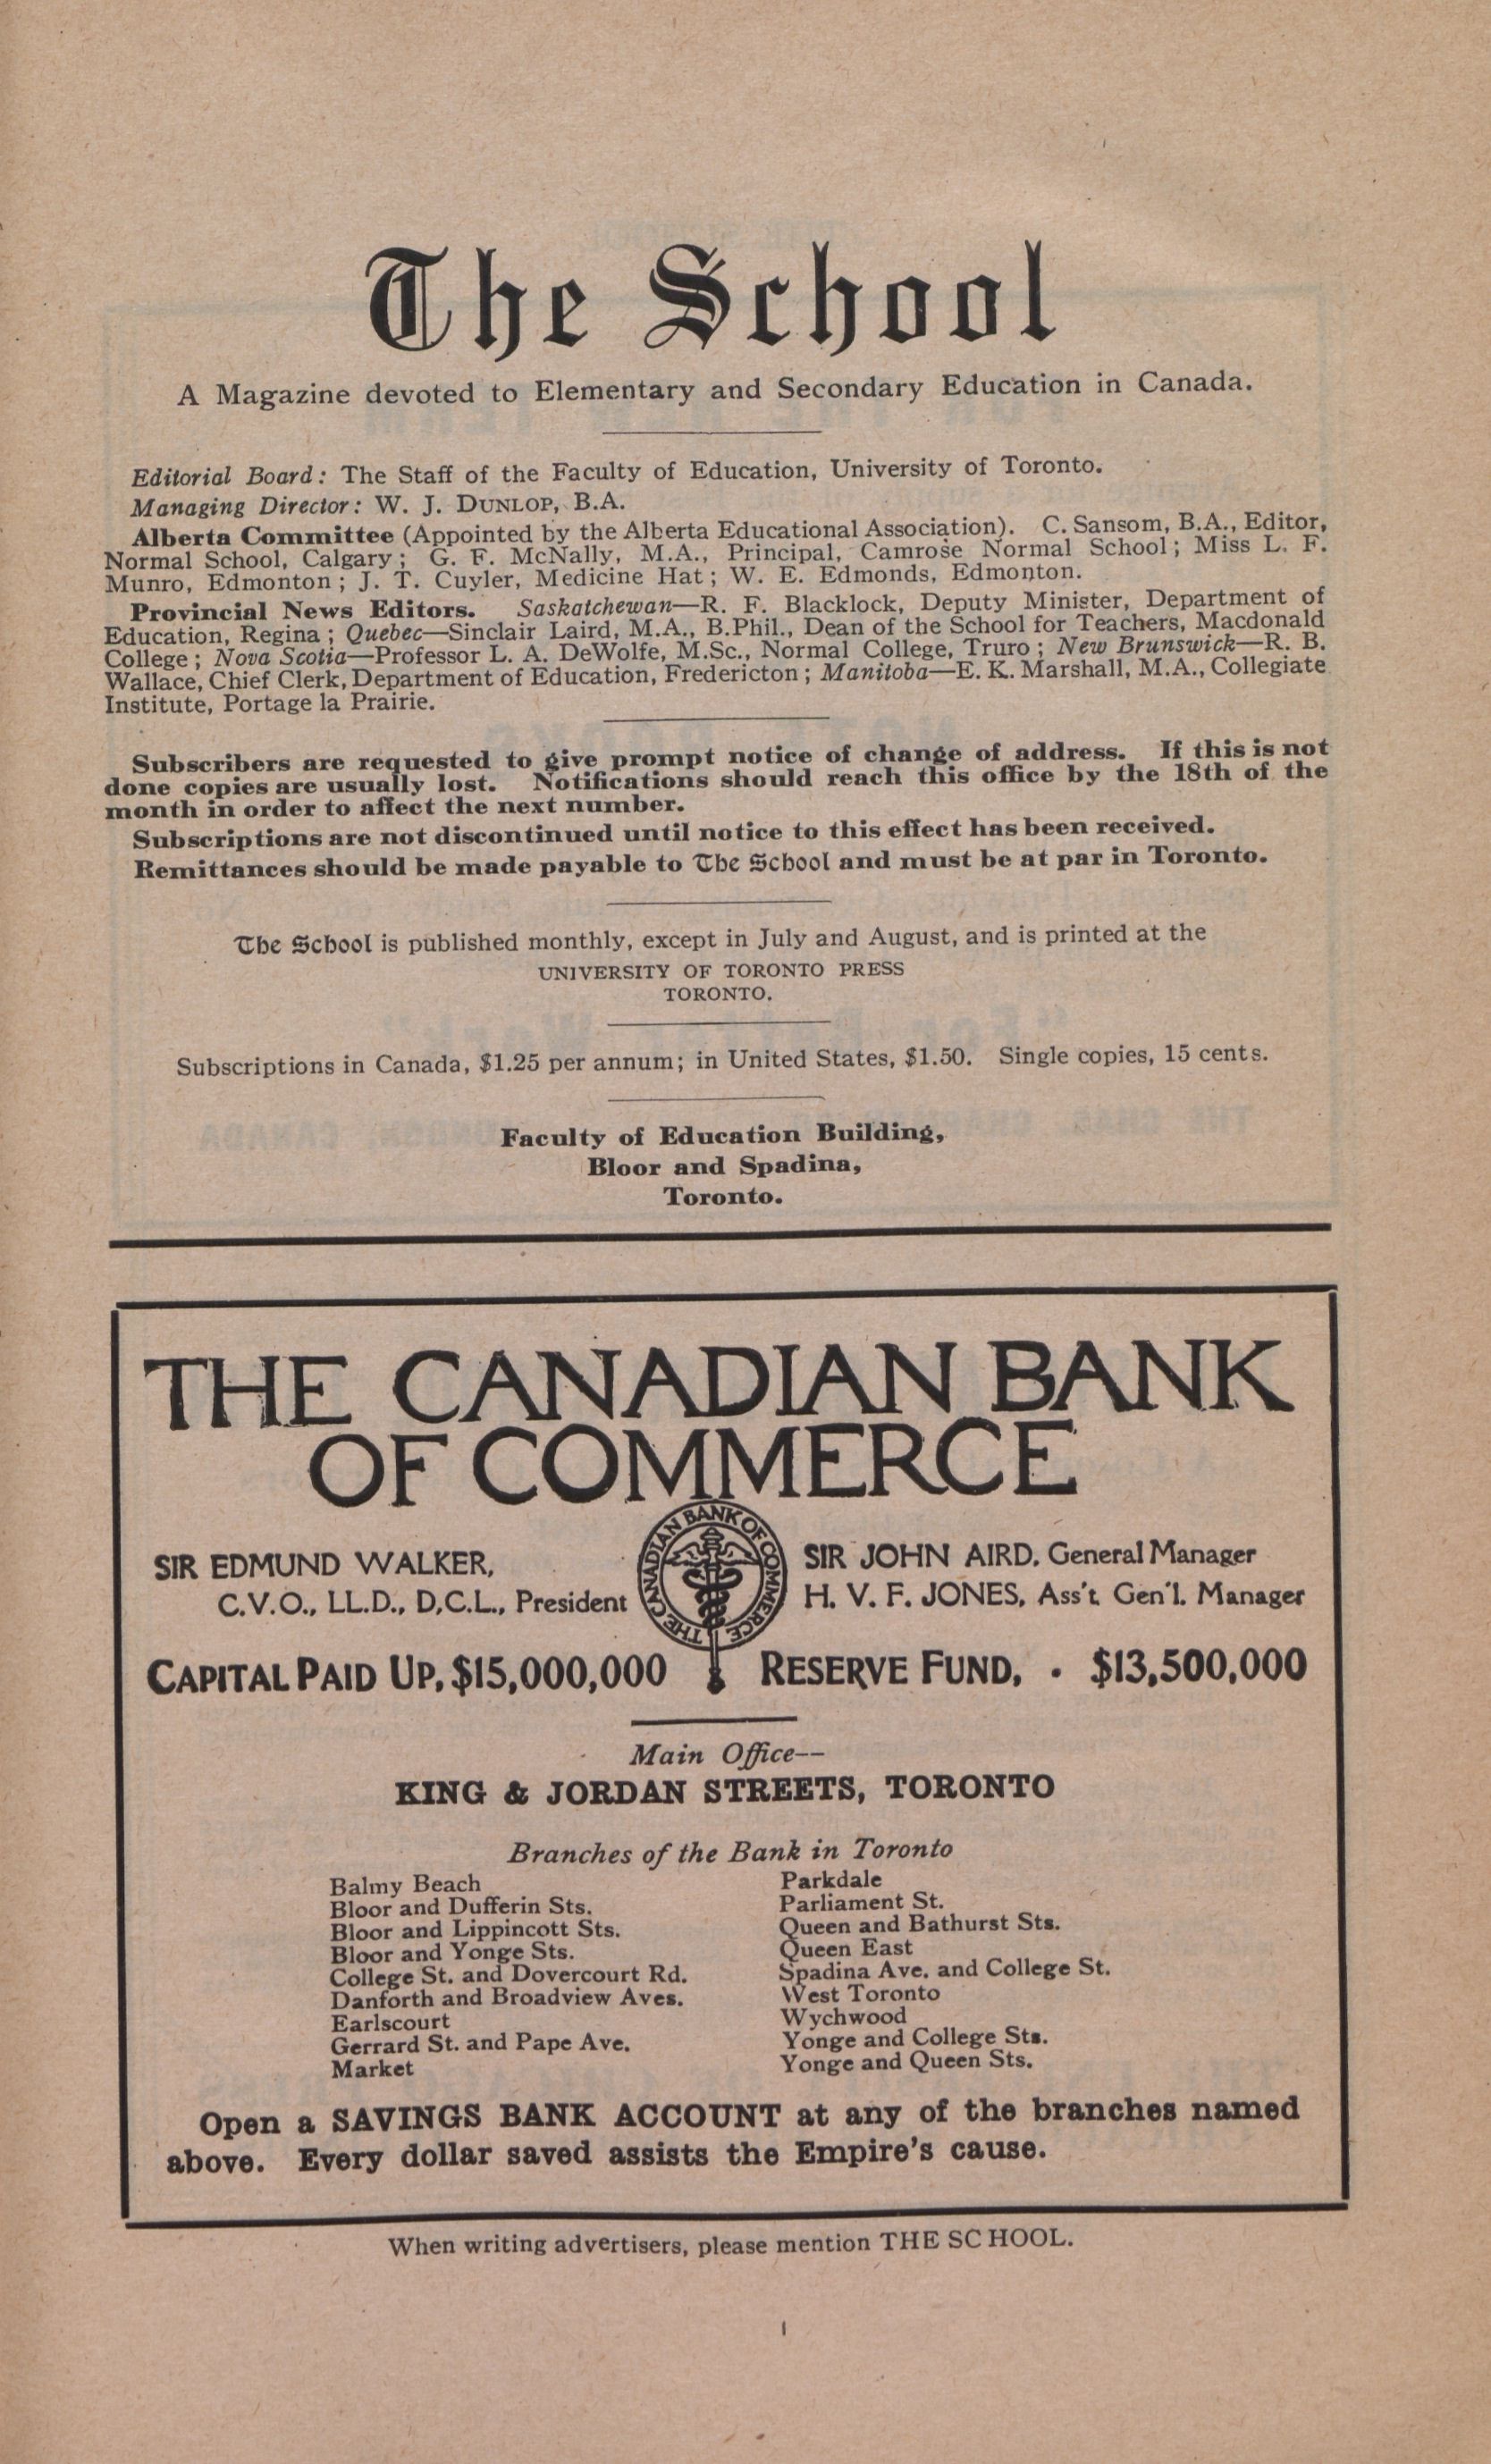 The School
A Magazine devoted to Elementary and Secondary Education in Canada.
Editorial Board: The Staff of the Faculty of Education, University of Toronto.
Managing Director: W. J. DUNLOP, B.A.
Alberta Committee (Appointed by the Alberta Educational Association). C. Sansom, B.A., Editor,
Normal School, Calgary; G. F. McNally, M.A., Principal, Camrose Normal School; Miss L. F.
Munro, Edmonton; J. T. Cuyler, Medicine Hat; W. E. Edmonds, Edmonton.
Provincial News Editors. Saskatchewan—R. F. Blacklock, Deputy Minister, Department of
Education, Regina; Quebec—Sinclair Laird, M.A., B.Phil., Dean of the School for Teachers, Macdonald
College; Nova Scotia—Professor L. A. DeWolfe, M.Sc., Normal College, Truro; New Brunswick—R. B.
Wallace, Chief Clerk, Department of Education, Fredericton; Manitoba—E. K. Marshall, M.A., Collegiate
Institute, Portage la Prairie.
Subscribers are requested to give prompt notice of change of address. If this is not
done copies are usually lost. Notifications should reach this office by the 18th of the
month in order to affect the next number.
Subscriptions are not discontinued until notice to this effect has been received.
Remittances should be made payable to The School and must be at par in Toronto.
The School is published monthly, except in July and August, and is printed at the
UNIVERSITY OF TORONTO PRESS
TORONTO.
Subscriptions in Canada, $1.25 per annum; in United States, $1.50. Single copies, 15 cents.
Faculty of Education Building,
Bloor and Spadina,
Toronto.
THE CANADIAN BANK
OF COMMERCE
SIR EDMUND WALKER,
C.V.O., LL.D., D.C.L., President
THE CANADIAN BANK OF COMMERCE
SIR JOHN AIRD, General Manager
H. V. F. JONES, Ass't. Gen'l. Manager
CAPITAL PAID UP, $15,000,000
RESERVE FUND, . $13,500,000
Main Office--
KING & JORDAN STREETS, TORONTO
Branches of the Bank in Toronto
Balmy Beach
Bloor and Dufferin Sts.
Bloor and Lippincott Sts.
Bloor and Yonge Sts.
College St. and Dovercourt Rd.
Danforth and Broadview Aves.
Earlscourt
Gerrard St. and Pape Ave.
Market
Parkdale
Parliament St.
Queen and Bathurst Sts.
Queen East
Spadina Ave. and College St.
West Toronto
Wychwood
Yonge and College Sts.
Yonge and Queen Sts.
Open a SAVINGS BANK ACCOUNT at any of the branches named
above. Every dollar saved assists the Empire's cause.
When writing advertisers, please mention THE SCHOOL.